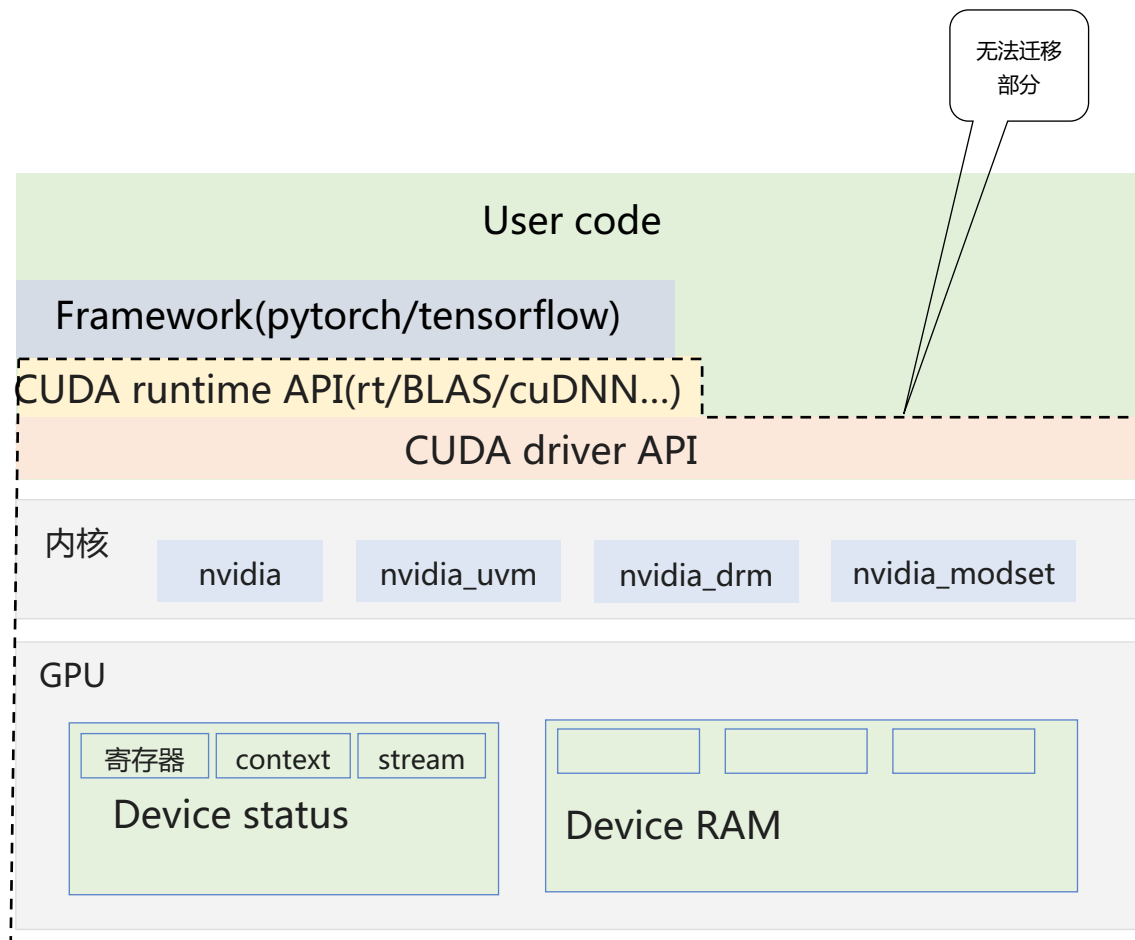 无法迁移
部分
User code
Framework(pytorch/tensorflow)
CUDA runtime API(rt/BLAS/cuDNN...)
CUDA driver API
内核
nvidia
nvidia_uvm
nvidia_drm
nvidia_modset
GPU
寄存器
context
stream
Device status
Device RAM